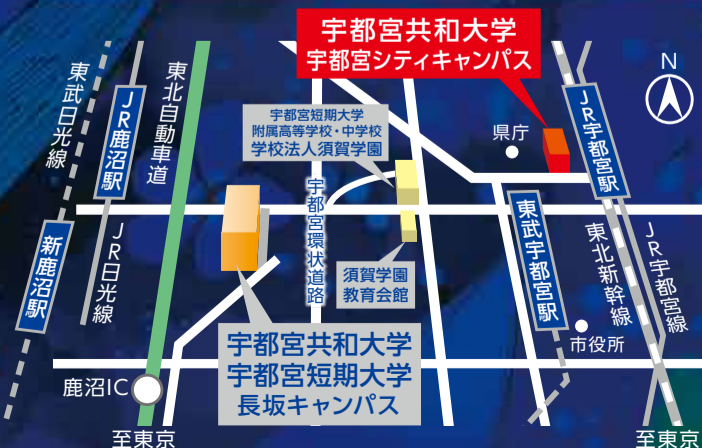 宇都宮共和大学
宇都宮シティキャンパス
N
東武日光線
JR鹿沼駅
東北自動車道
宇都宮短期大学
附属高等学校・中学校
学校法人須賀学園
県庁
JR宇都宮駅
宇都宮環状道路
新鹿沼駅
JR日光線
須賀学園
教育会館
東武宇都宮駅
東北新幹線
JR宇都宮線
宇都宮共和大学
宇都宮短期大学
長坂キャンパス
市役所
鹿沼IC
至東京
至東京